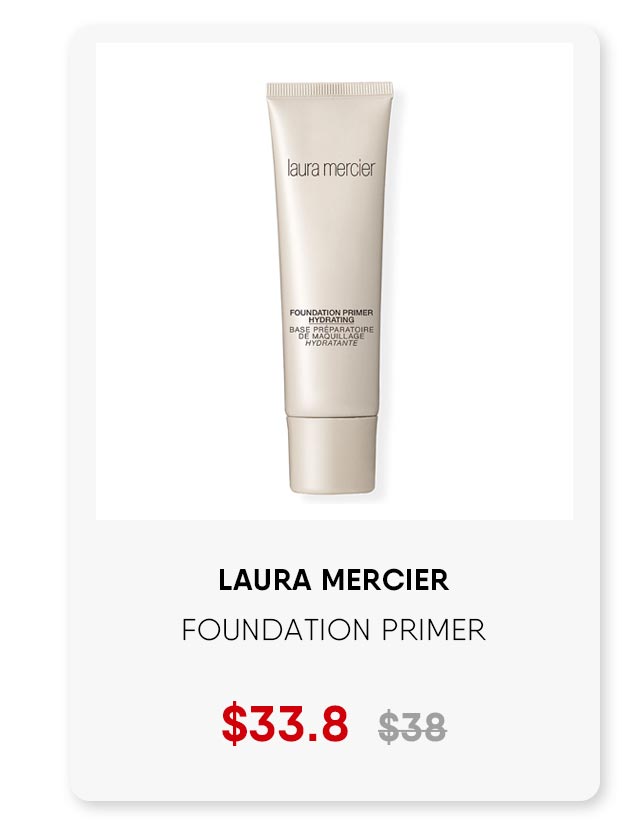 laura mercier
FOUNDATION PRIMER
HYDRATING
BASE PRÉPARATOIRE
DE MAQUILLAGE
HYDRATANTE
LAURA MERCIER
FOUNDATION PRIMER
$33.8 $38